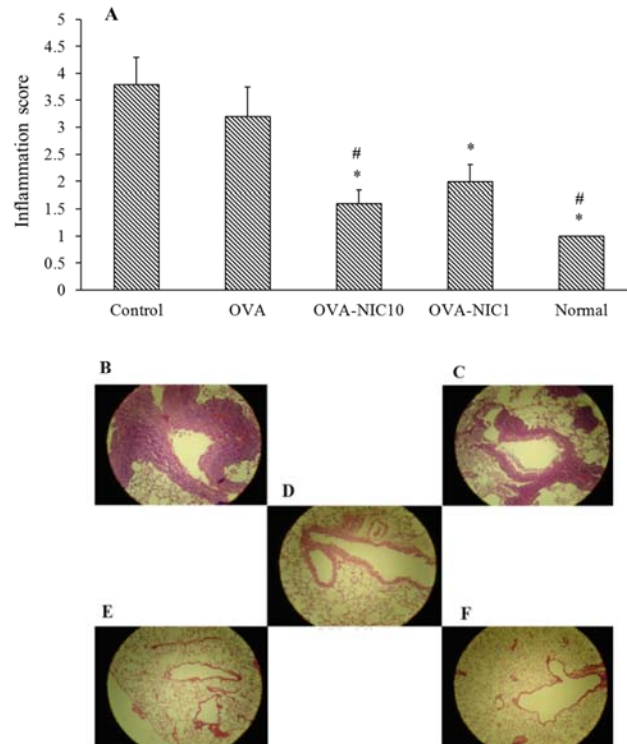 A
Inflammation score
5
4.5
4
3.5
3
2.5
2
1.5
1
0.5
0
#
*
*
#
*
Control OVA OVA-NIC10 OVA-NIC1 Normal
B
C
D
E
F